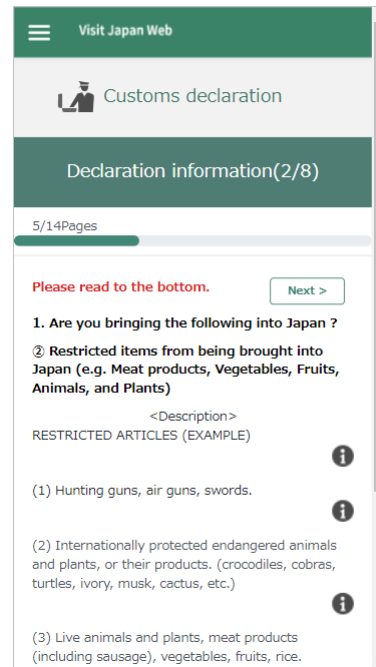 Visit Japan Web
Customs declaration
Declaration information(2/8)
5/14Pages
Please read to the bottom.
Next >
1. Are you bringing the following into Japan ?
② Restricted items from being brought into
Japan (e.g. Meat products, Vegetables, Fruits,
Animals, and Plants)
<Description>
RESTRICTED ARTICLES (EXAMPLE)
(1) Hunting guns, air guns, swords.
(2) Internationally protected endangered animals
and plants, or their products. (crocodiles, cobras,
turtles, ivory, musk, cactus, etc.)
(3) Live animals and plants, meat products
(including sausage), vegetables, fruits, rice.